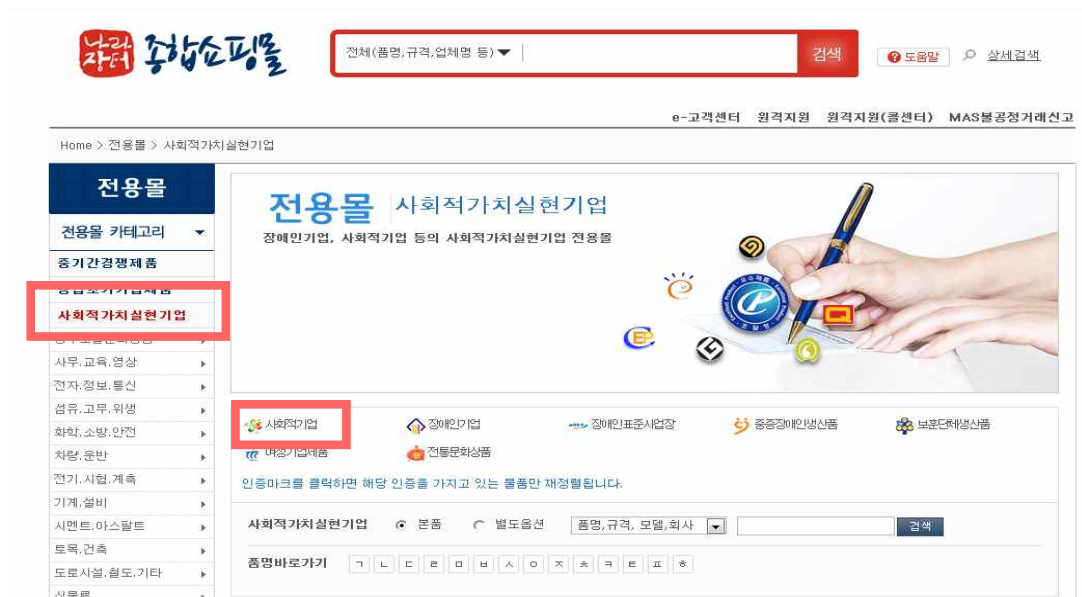 나라장터 종합쇼핑몰
전체(품명,규격,업체명 등)
검색
도움말
상세검색
e-고객센터 원격지원 원격지원(콜센터) MAS불공정거래신고
Home > 전용몰 > 사회적가치실현기업
전용몰
전용몰 카테고리
중기간경쟁제품
사회적가치실현기업
사무.교육.영상
전자.정보.통신
섬유.고무.위생
화학.소방.안전
차량.운반
전기.시험.계측
기계.설비
시멘트.아스팔트
토목.건축
도로시설.철도.기타
전용몰 사회적가치실현기업
장애인기업, 사회적기업 등의 사회적가치실현기업 전용몰
사회적기업 장애인기업 장애인표준사업장 중증장애인생산품 보훈단체생산품
여성기업제품 전통문화상품
인증마크를 클릭하면 해당 인증를 가지고 있는 물품만 재정렬됩니다.
사회적가치실현기업 본품 별도옵션 품명,규격, 모델,회사 검색
품명바로가기 ㄱ ㄴ ㄷ ㄹ ㅁ ㅂ ㅅ ㅇ ㅈ ㅊ ㅋ ㅌ ㅍ ㅎ